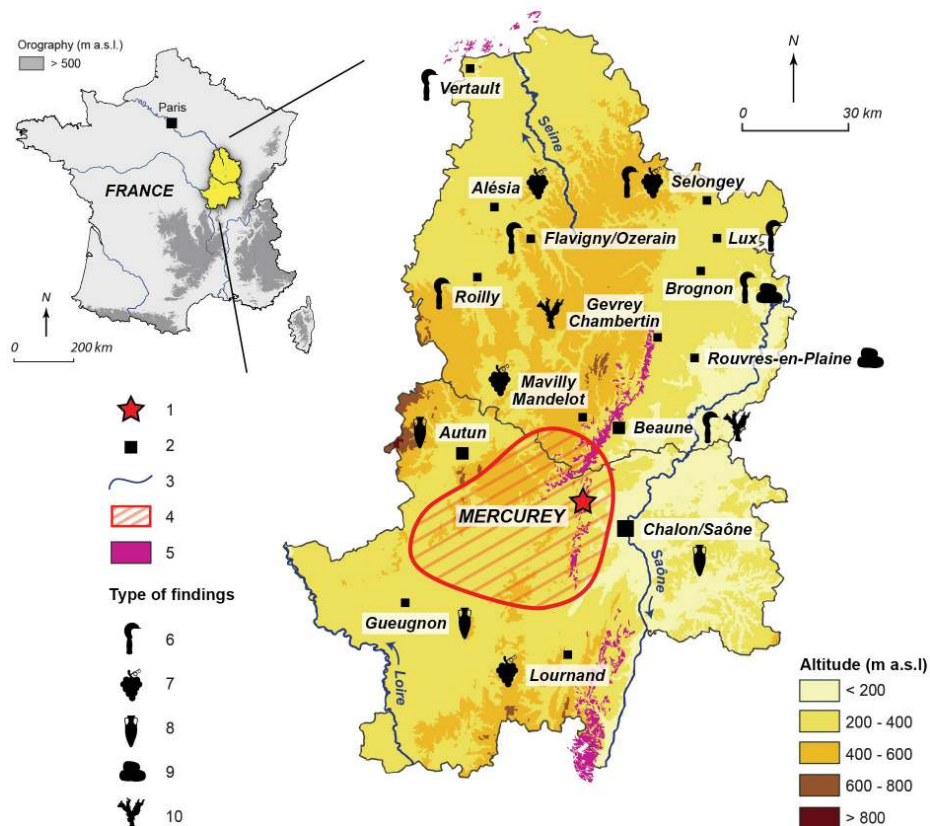 Orography (m a.s.l.)
> 500
Paris
FRANCE
N
0 200 km
1
2
3
4
5
Type of findings
6
7
8
9
10
N
0 30 km
Vertault
Seine
Alésia
Selongey
Flavigny/Ozerain
Lux
Roilly
Brognon
Gevrey
Chambertin
Rouvres-en-Plaine
Mavilly
Mandelot
Beaune
Autun
MERCUREY
Chalon/Saône
Saône
Gueugnon
Loire
Lournand
Altitude (m a.s.l)
< 200
200 - 400
400 - 600
600 - 800
> 800